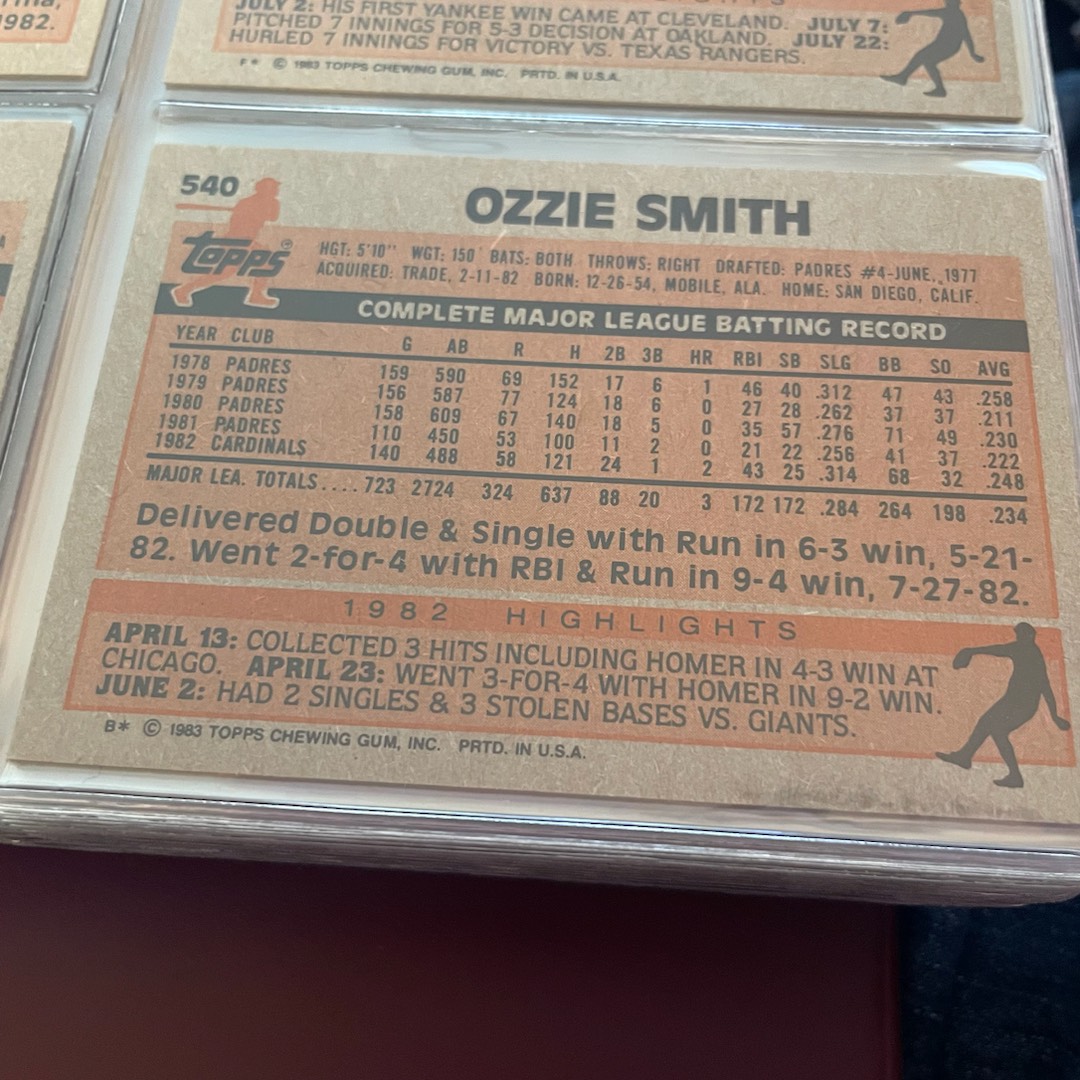 1982.
JULY 2: HIS FIRST YANKEE WIN CAME AT CLEVELAND. JULY 7:
PITCHED 7 INNINGS FOR 5-3 DECISION AT OAKLAND. JULY 22:
HURLED 7 INNINGS FOR VICTORY VS. TEXAS RANGERS.
F* © 1983 TOPPS CHEWING GUM, INC. PRTD. IN U.S.A.
540
OZZIE SMITH
topps ®
HGT: 5'10" WGT: 150 BATS: BOTH THROWS: RIGHT DRAFTED: PADRES #4-JUNE, 1977
ACQUIRED: TRADE, 2-11-82 BORN: 12-26-54, MOBILE, ALA. HOME: SAN DIEGO, CALIF.
COMPLETE MAJOR LEAGUE BATTING RECORD
YEAR CLUB G AB R H 2B 3B HR RBI SB SLG BB SO AVG
1978 PADRES 159 590 69 152 17 6 1 46 40 .312 47 43 .258
1979 PADRES 156 587 77 124 18 6 0 27 28 .262 37 37 .211
1980 PADRES 158 609 67 140 18 5 0 35 57 .276 71 49 .230
1981 PADRES 110 450 53 100 11 2 0 21 22 .256 41 37 .222
1982 CARDINALS 140 488 58 121 24 1 2 43 25 .314 68 32 .248
MAJOR LEA. TOTALS.... 723 2724 324 637 88 20 3 172 172 .284 264 198 .234
Delivered Double & Single with Run in 6-3 win, 5-21-
82. Went 2-for-4 with RBI & Run in 9-4 win, 7-27-82.
1982 HIGHLIGHTS
APRIL 13: COLLECTED 3 HITS INCLUDING HOMER IN 4-3 WIN AT
CHICAGO. APRIL 23: WENT 3-FOR-4 WITH HOMER IN 9-2 WIN.
JUNE 2: HAD 2 SINGLES & 3 STOLEN BASES VS. GIANTS.
B* © 1983 TOPPS CHEWING GUM, INC. PRTD. IN U.S.A.